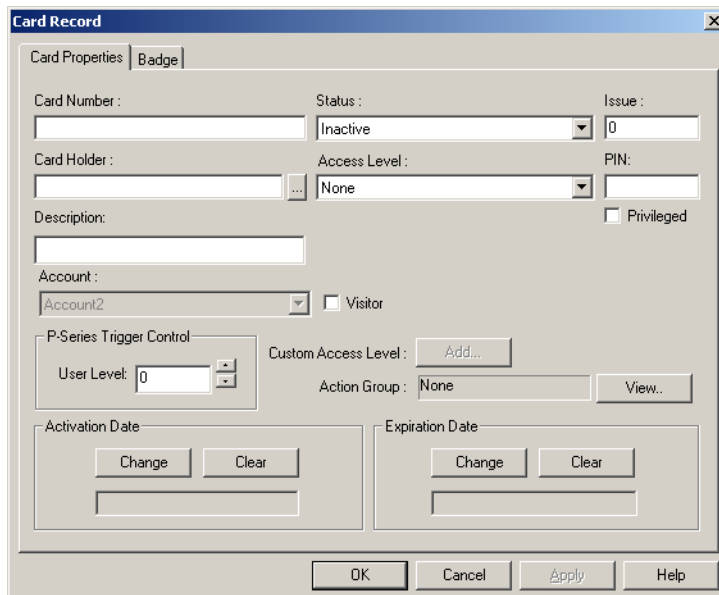 Card Record
Card Properties Badge
Card Number : Status : Issue :
Inactive 0
Card Holder : Access Level : PIN:
... None
Description: Privileged
Account :
Account2 Visitor
P-Series Trigger Control
User Level: 0 Custom Access Level : Add...
Action Group : None View..
Activation Date Expiration Date
Change Clear Change Clear
OK Cancel Apply Help